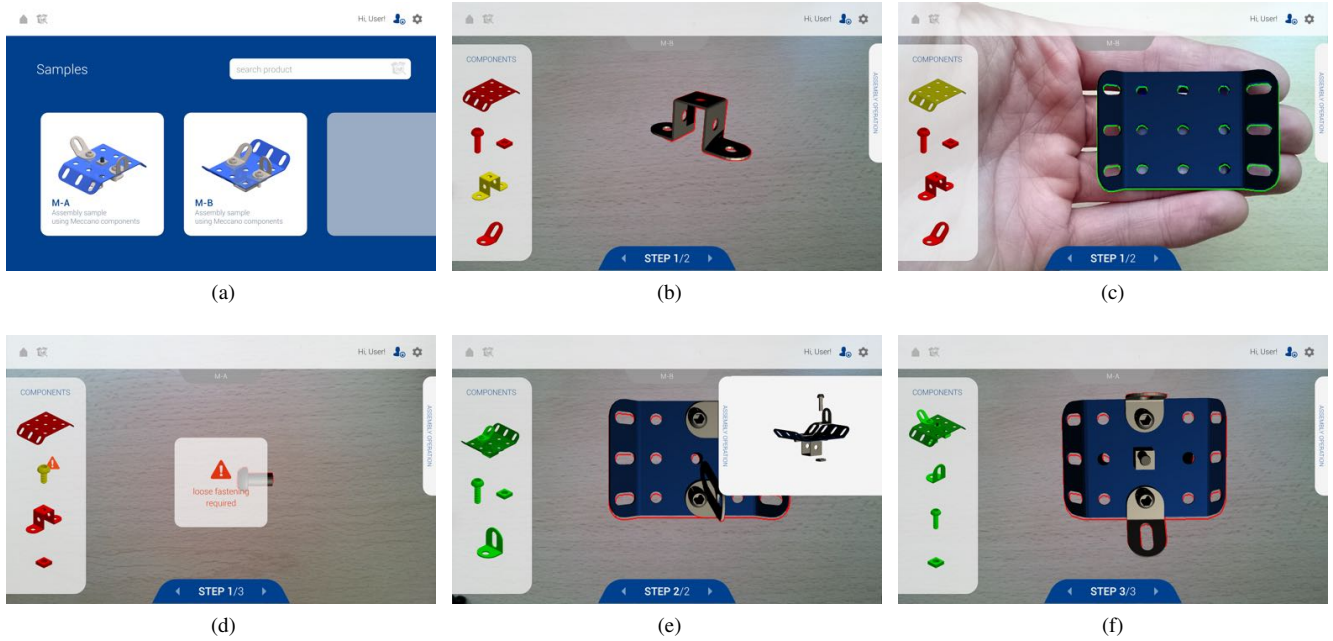 Hi, User!
Samples
search product
M-A
Assembly sample
using Meccano components
M-B
Assembly sample
using Meccano components
(a)
Hi, User!
M-B
COMPONENTS
ASSEMBLY OPERATION
STEP 1/2
(b)
Hi, User!
M-B
COMPONENTS
ASSEMBLY OPERATION
STEP 1/2
(c)
Hi, User!
M-A
COMPONENTS
ASSEMBLY OPERATION
loose fastening
required
STEP 1/3
(d)
Hi, User!
M-B
COMPONENTS
ASSEMBLY OPERATION
STEP 2/2
(e)
Hi, User!
M-A
COMPONENTS
ASSEMBLY OPERATION
STEP 3/3
(f)